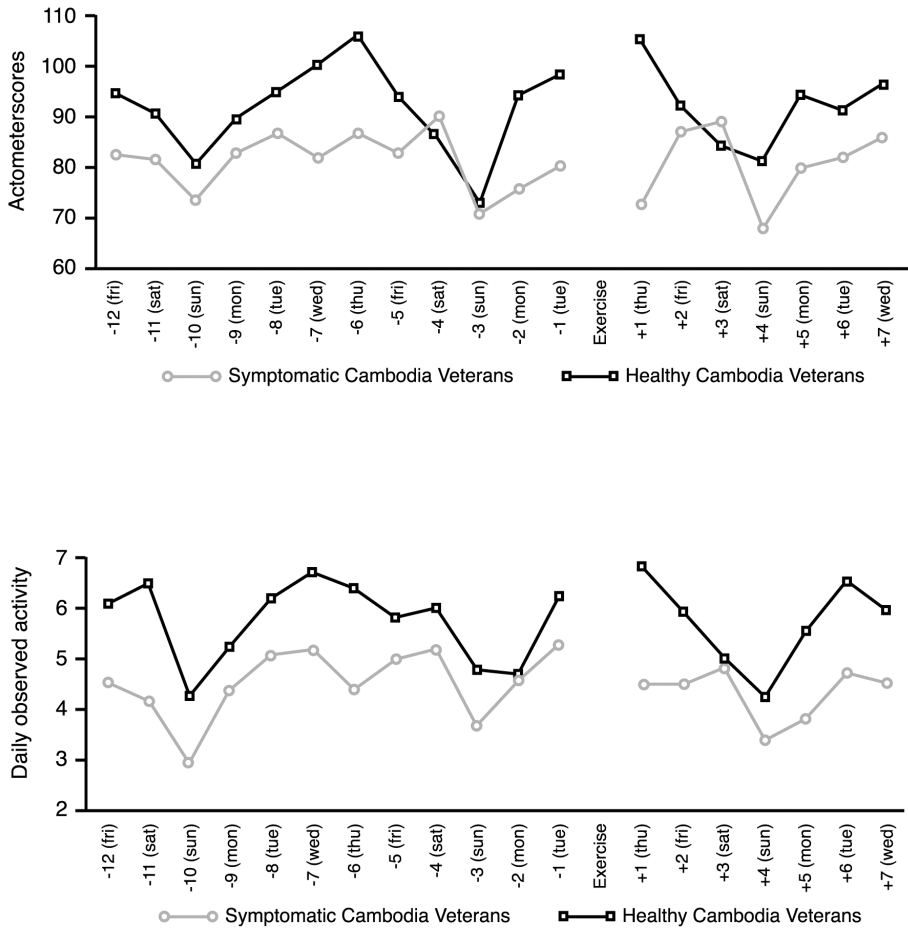 110
100
90
80
70
60
Actometerscores
-12 (fri)
-11 (sat)
-10 (sun)
-9 (mon)
-8 (tue)
-7 (wed)
-6 (thu)
-5 (fri)
-4 (sat)
-3 (sun)
-2 (mon)
-1 (tue)
Exercise
+1 (thu)
+2 (fri)
+3 (sat)
+4 (sun)
+5 (mon)
+6 (tue)
+7 (wed)
Symptomatic Cambodia Veterans
Healthy Cambodia Veterans
7
6
5
4
3
2
Daily observed activity
-12 (fri)
-11 (sat)
-10 (sun)
-9 (mon)
-8 (tue)
-7 (wed)
-6 (thu)
-5 (fri)
-4 (sat)
-3 (sun)
-2 (mon)
-1 (tue)
Exercise
+1 (thu)
+2 (fri)
+3 (sat)
+4 (sun)
+5 (mon)
+6 (tue)
+7 (wed)
Symptomatic Cambodia Veterans
Healthy Cambodia Veterans